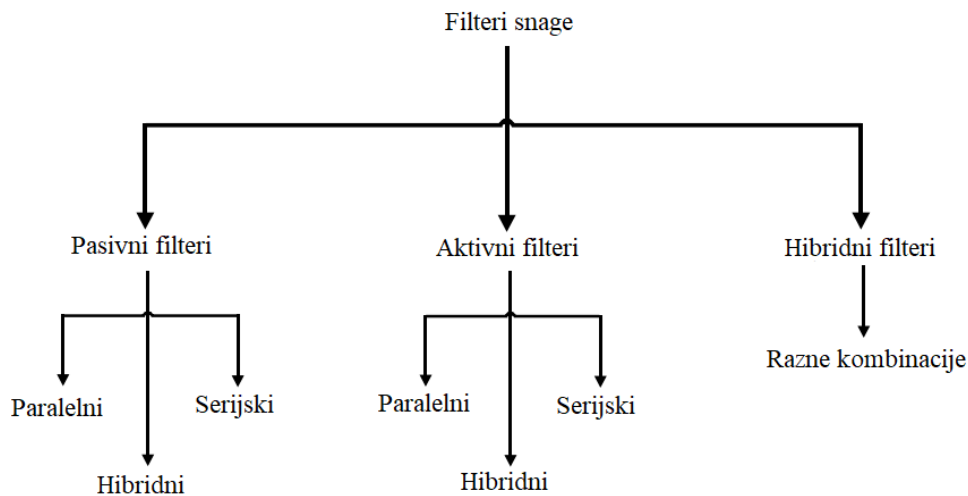 Filteri snage
Pasivni filteri
Aktivni filteri
Hibridni filteri
Razne kombinacije
Paralelni
Serijski
Paralelni
Serijski
Hibridni
Hibridni